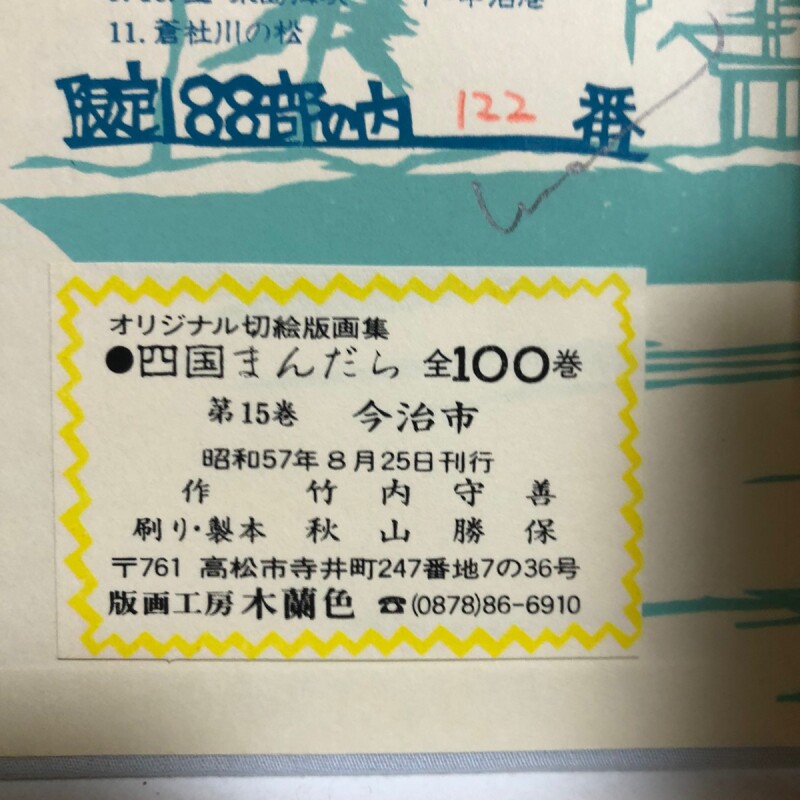 11. 蒼社川の松
限定188部の内 122 番
オリジナル切絵版画集
●四国まんだら 全100巻
第15巻 今治市
昭和57年8月25日刊行
作 竹内守善
刷り・製本 秋山勝保
〒761 高松市寺井町247番地7の36号
版画工房 木蘭色 ☎(0878)86-6910